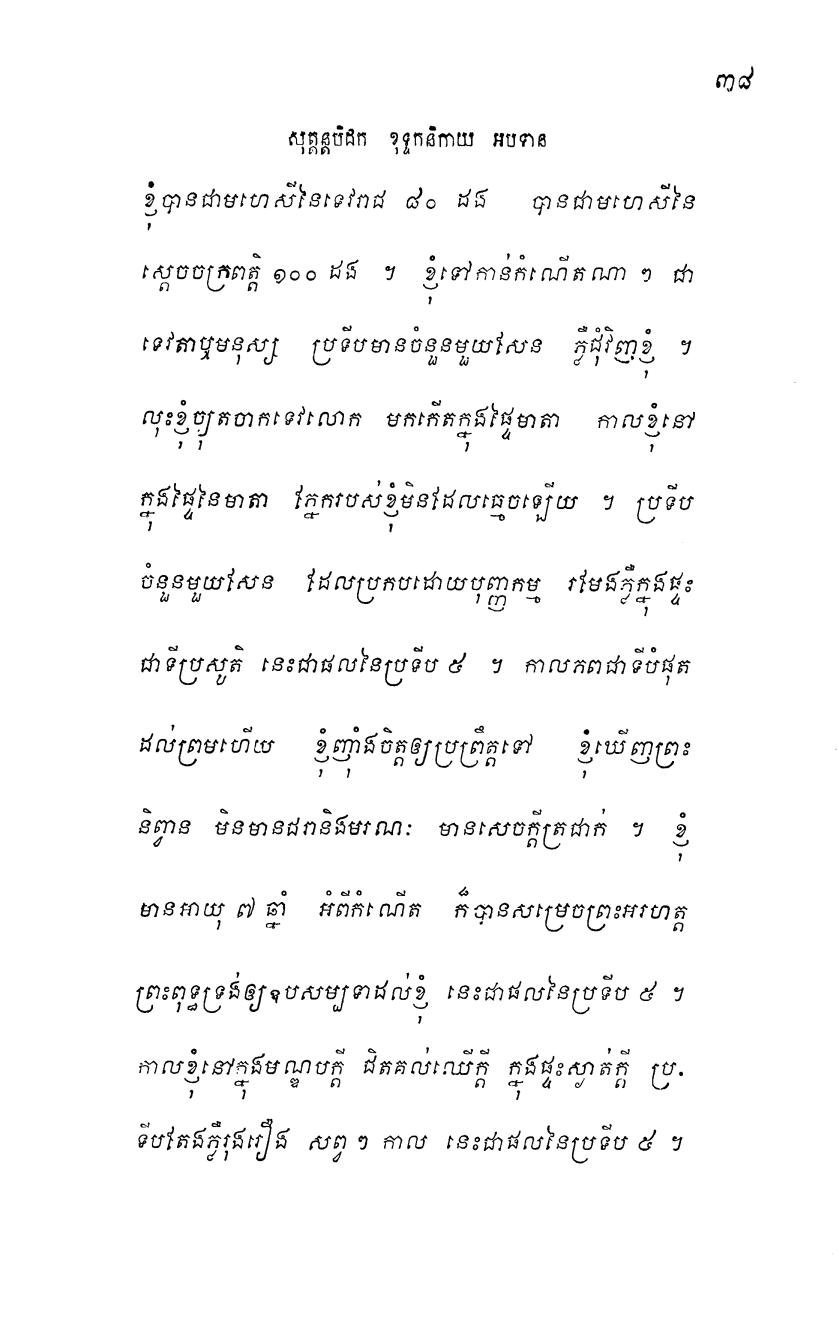 ៣៨
សុត្តន្តបិដក ខុទ្ទកនិកាយ អបទាន
ខ្ញុំបានជាមហេសីនៃទេវរាជ ៨០ ដង បានជាមហេសីនៃ
ស្តេចចក្រពត្តិ ១០០ ដង ។ ខ្ញុំទៅកាន់កំណើតណា ៗ ជា
ទេវតាឬមនុស្ស ប្រទីបមានចំនួនមួយសែន ភ្លឺជុំវិញខ្ញុំ ។
លុះខ្ញុំច្យុតចាកទេវលោក មកកើតក្នុងផ្ទៃមាតា កាលខ្ញុំនៅ
ក្នុងផ្ទៃនៃមាតា ភ្នែករបស់ខ្ញុំមិនដែលធ្មេចឡើយ ។ ប្រទីប
ចំនួនមួយសែន ដែលប្រកបដោយបុញ្ញកម្ម រមែងភ្លឺក្នុងផ្ទះ
ជាទីប្រសូតិ នេះជាផលនៃប្រទីប ៥ ។ កាលភពជាទីបំផុត
ដល់ព្រមហើយ ខ្ញុំញ៉ាំងចិត្តឲ្យប្រព្រឹត្តទៅ ខ្ញុំឃើញព្រះ
និព្វាន មិនមានជរានិងមរណៈ មានសេចក្តីត្រជាក់ ។ ខ្ញុំ
មានអាយុ ៧ ឆ្នាំ អំពីកំណើត ក៏បានសម្រេចព្រះអរហត្ត
ព្រះពុទ្ធទ្រង់ឲ្យឧបសម្បទាដល់ខ្ញុំ នេះជាផលនៃប្រទីប ៥ ។
កាលខ្ញុំនៅក្នុងមណ្ឌបក្តី ជិតគល់ឈើក្តី ក្នុងផ្ទះស្ងាត់ក្តី ប្រ-
ទីបតែងភ្លឺរុងរឿង សព្វ ៗ កាល នេះជាផលនៃប្រទីប ៥ ។